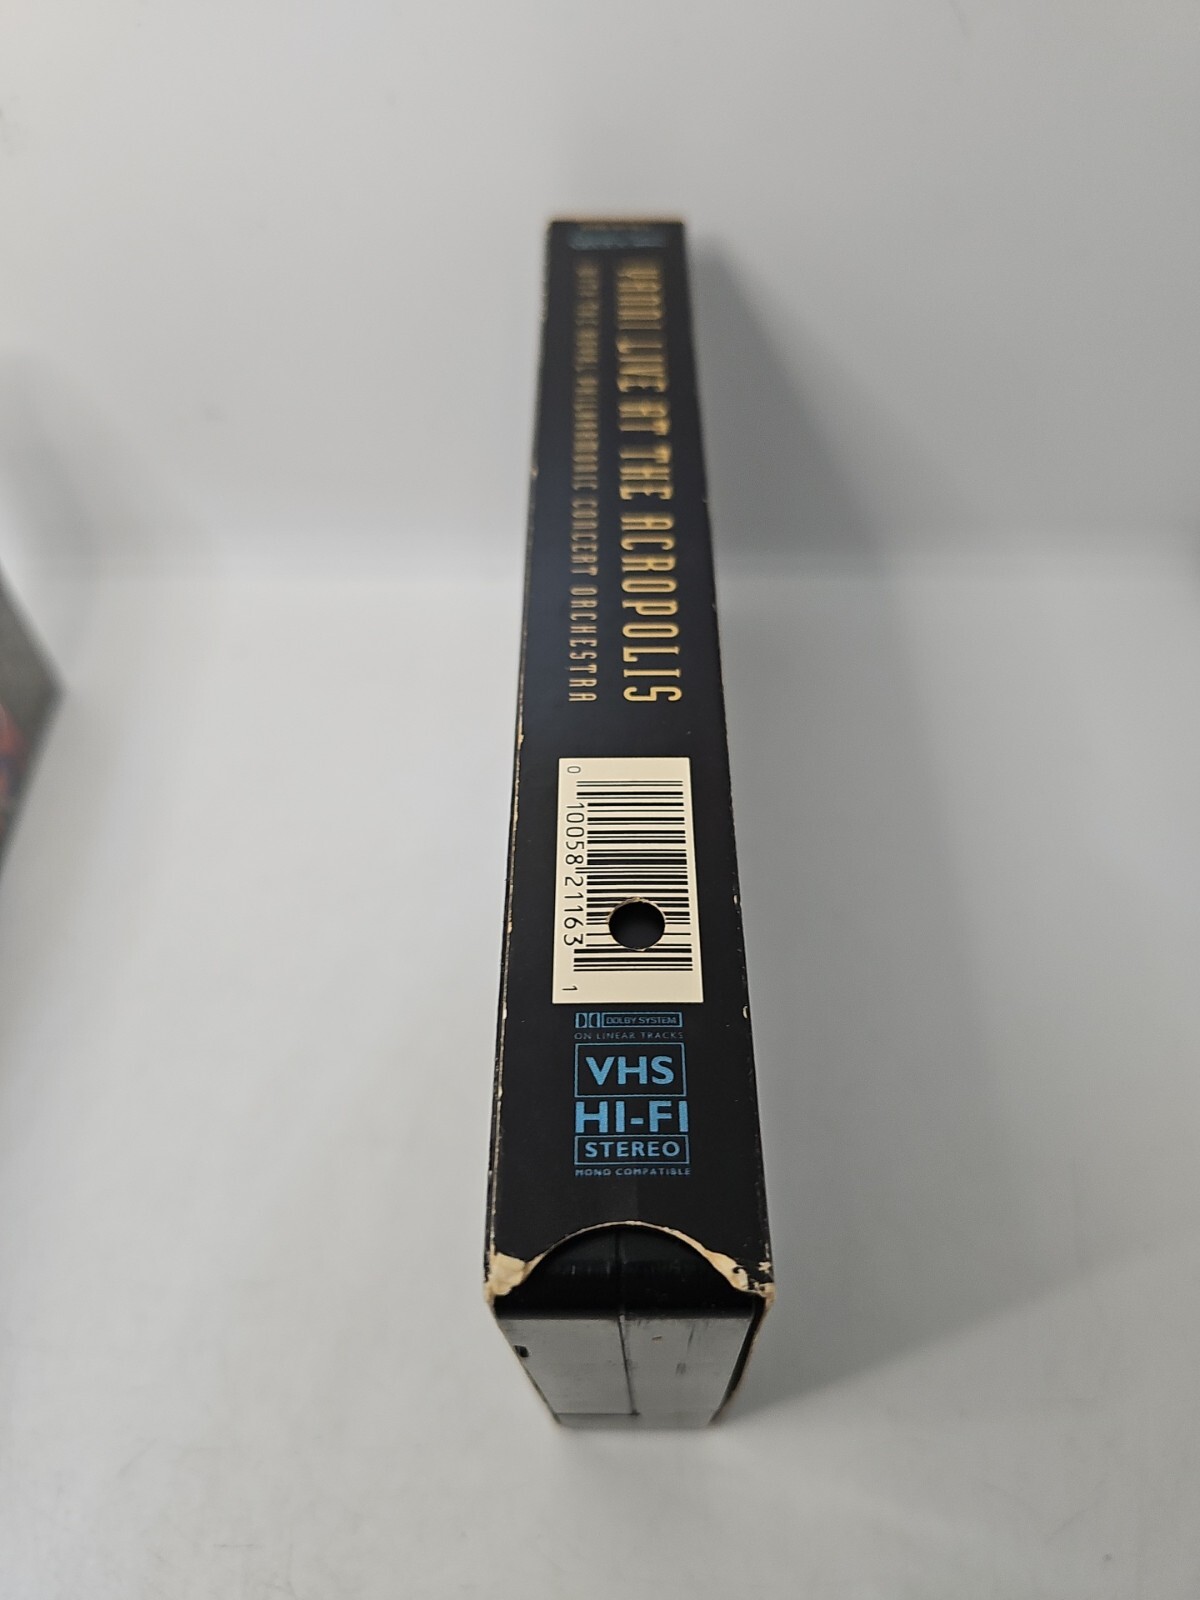 YANNI LIVE AT THE ACROPOLIS
WITH THE ROYAL PHILHARMONIC CONCERT ORCHESTRA
0 10058 21163 1
DOLBY SYSTEM
ON LINEAR TRACKS
VHS
HI-FI
STEREO
MONO COMPATIBLE